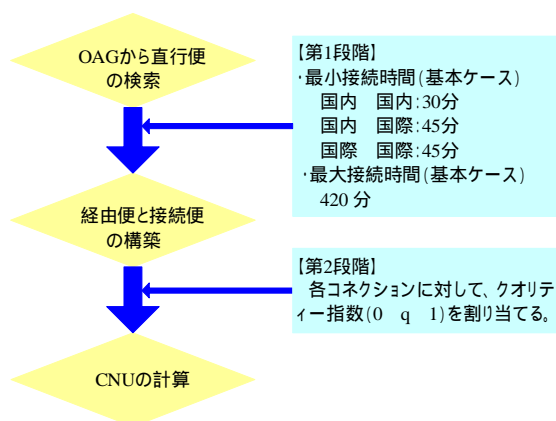 OAGから直行便
の検索
【第1段階】
・最小接続時間(基本ケース)
国内　国内:30分
国内　国際:45分
国際　国際:45分
・最大接続時間(基本ケース)
420 分
経由便と接続便
の構築
【第2段階】
各コネクションに対して、クオリテ
ィー指数(0　q　1)を割り当てる。
CNUの計算